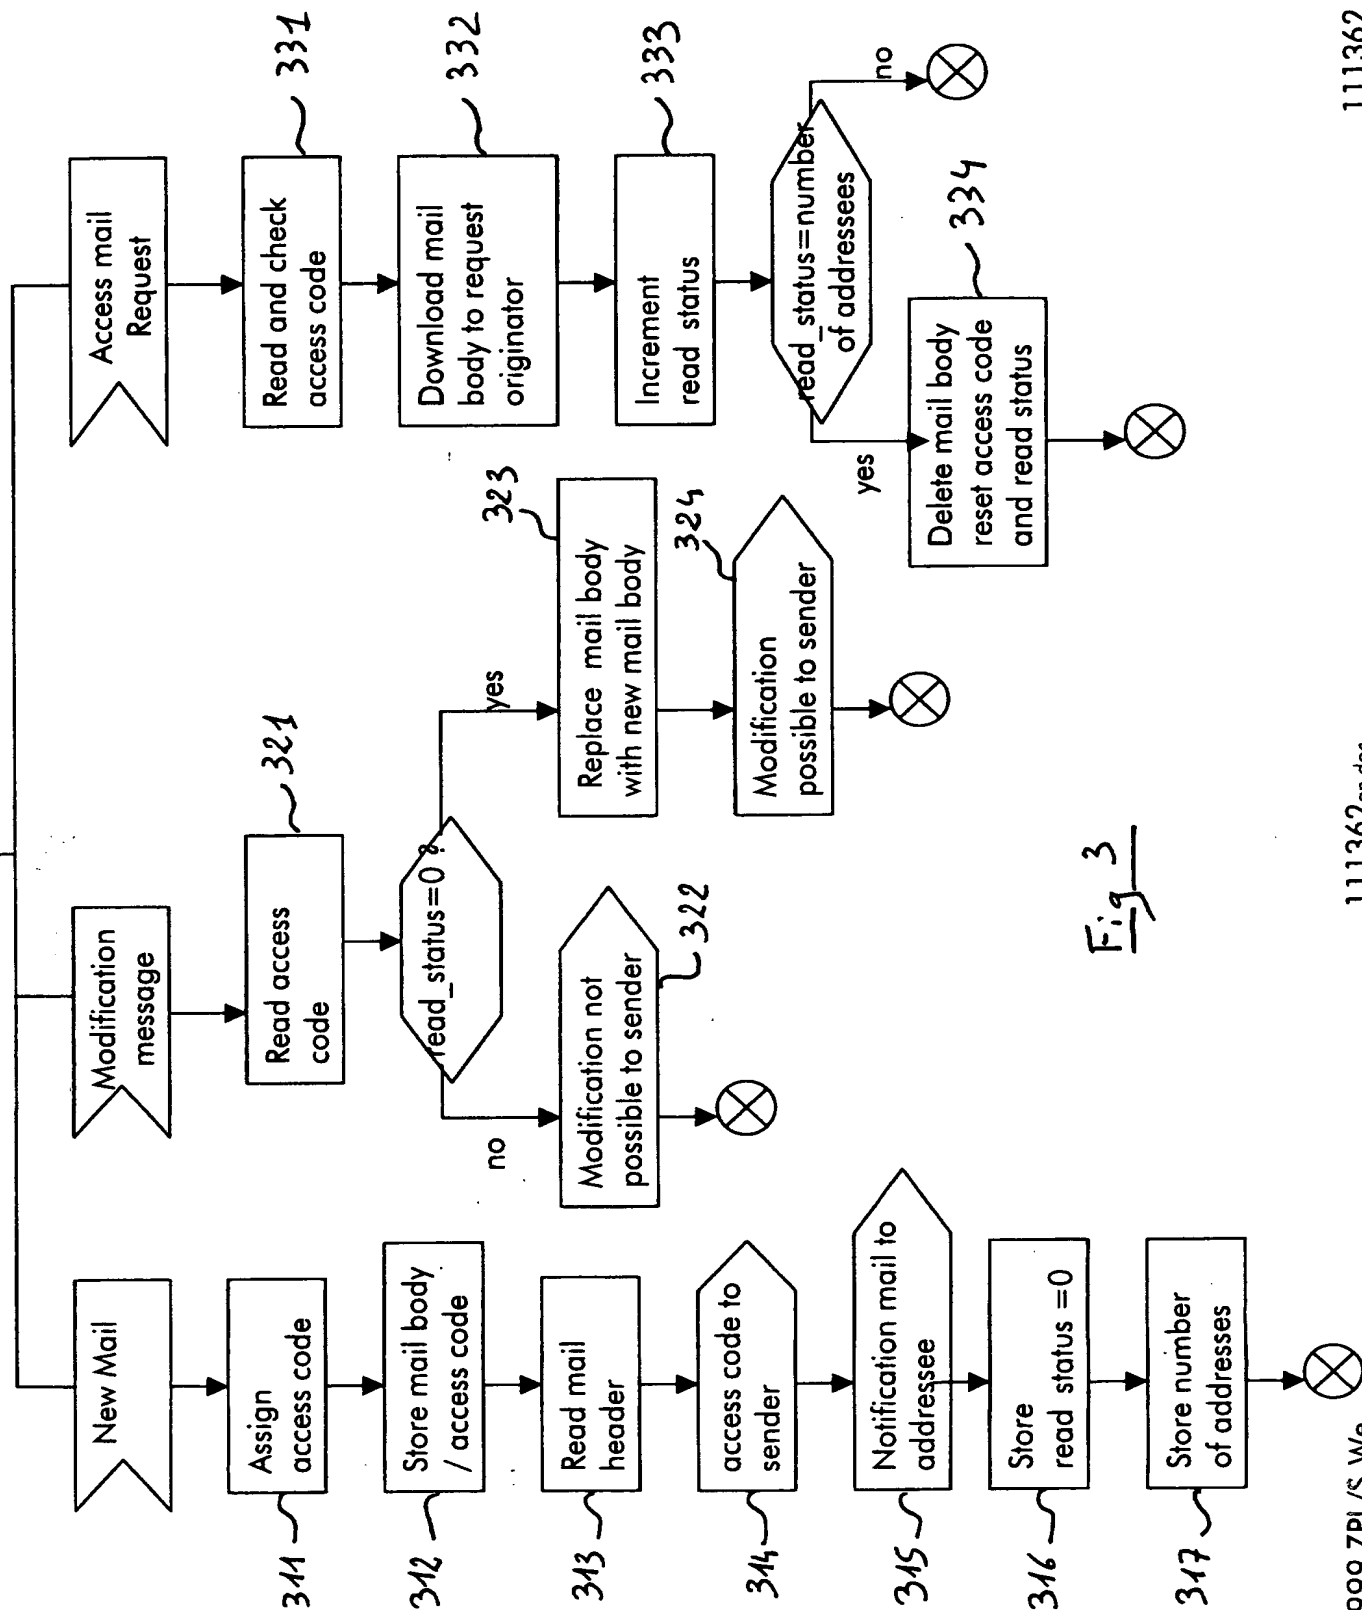 New Mail
311
Assign
access code
312
Store mail body
/ access code
313
Read mail
header
314
access code to
sender
315
Notification mail to
addressee
316
Store
read status =0
317
Store number
of addresses
Modification
message
321
Read access
code
read_status=0 ?
no
yes
Modification not
possible to sender
322
323
Replace mail body
with new mail body
324
Modification
possible to sender
Access mail
Request
331
Read and check
access code
332
Download mail
body to request
originator
333
Increment
read status
read_status=number
of addressees
no
yes
334
Delete mail body
reset access code
and read status
Fig 3
111362